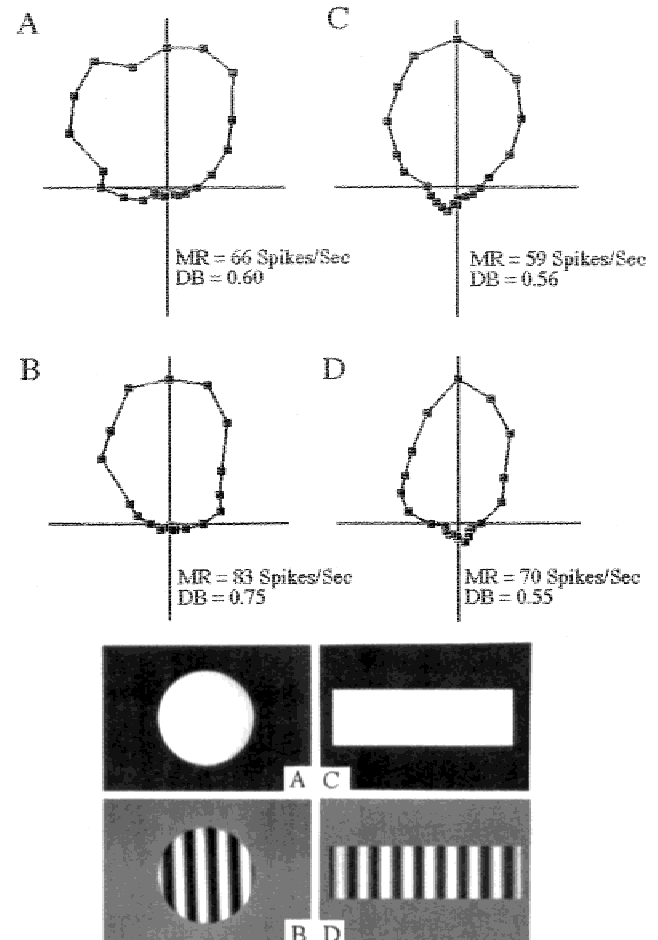 A
C
MR = 66 Spikes/Sec
DB = 0.60
MR = 59 Spikes/Sec
DB = 0.56
B
D
MR = 83 Spikes/Sec
DB = 0.75
MR = 70 Spikes/Sec
DB = 0.55
A C
B D